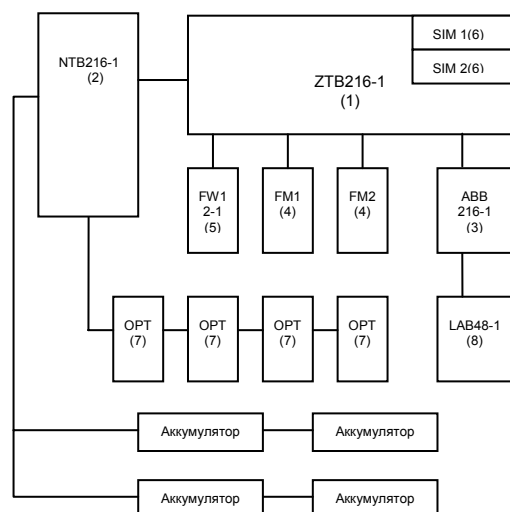 SIM 1(6)
NTB216-1
(2)
SIM 2(6)
ZTB216-1
(1)
FW1
2-1
(5)
FM1
(4)
FM2
(4)
ABB
216-1
(3)
OPT
(7)
OPT
(7)
OPT
(7)
OPT
(7)
LAB48-1
(8)
Аккумулятор
Аккумулятор
Аккумулятор
Аккумулятор